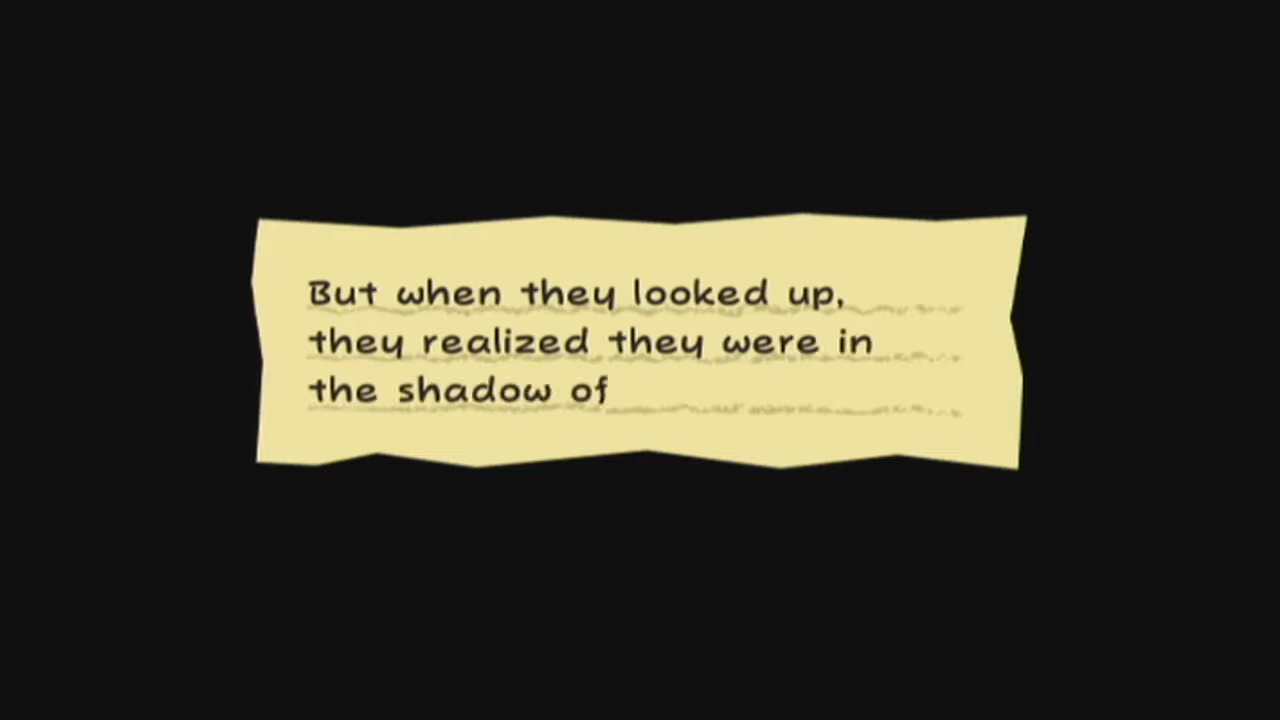 But when they looked up,
they realized they were in
the shadow of